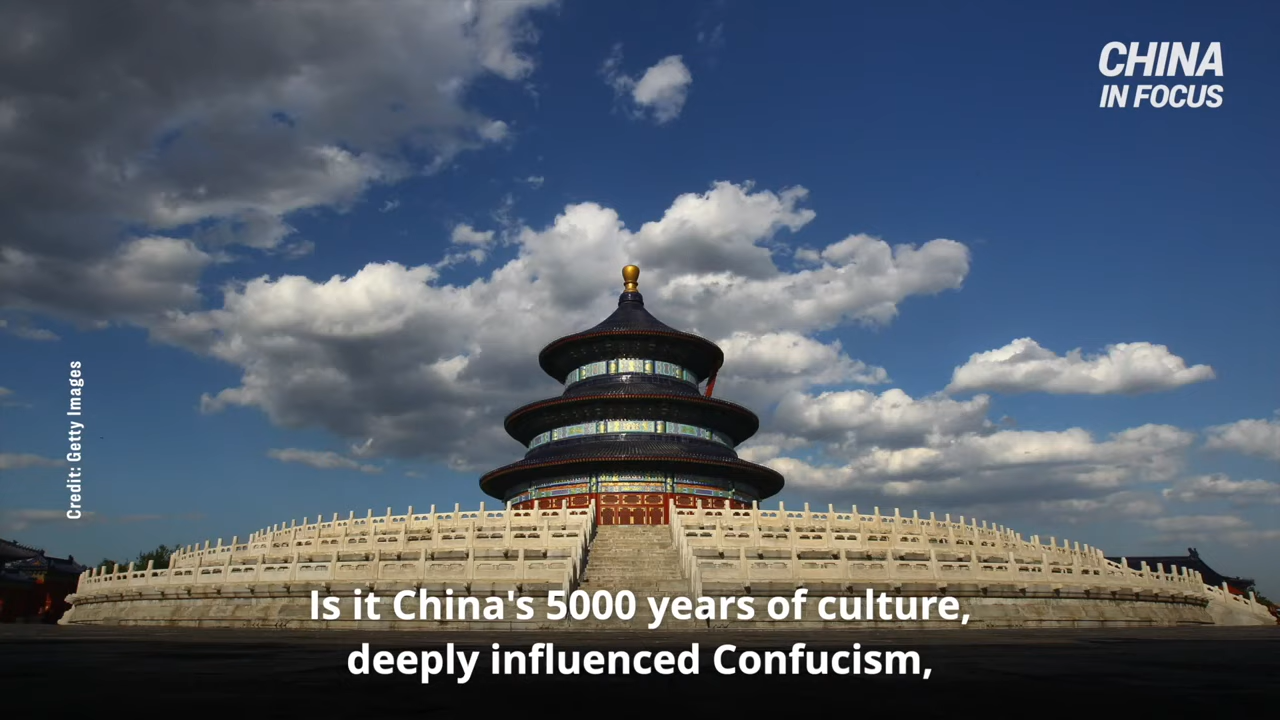 CHINA
IN FOCUS
Credit: Getty Images
Is it China's 5000 years of culture,
deeply influenced Confucism,